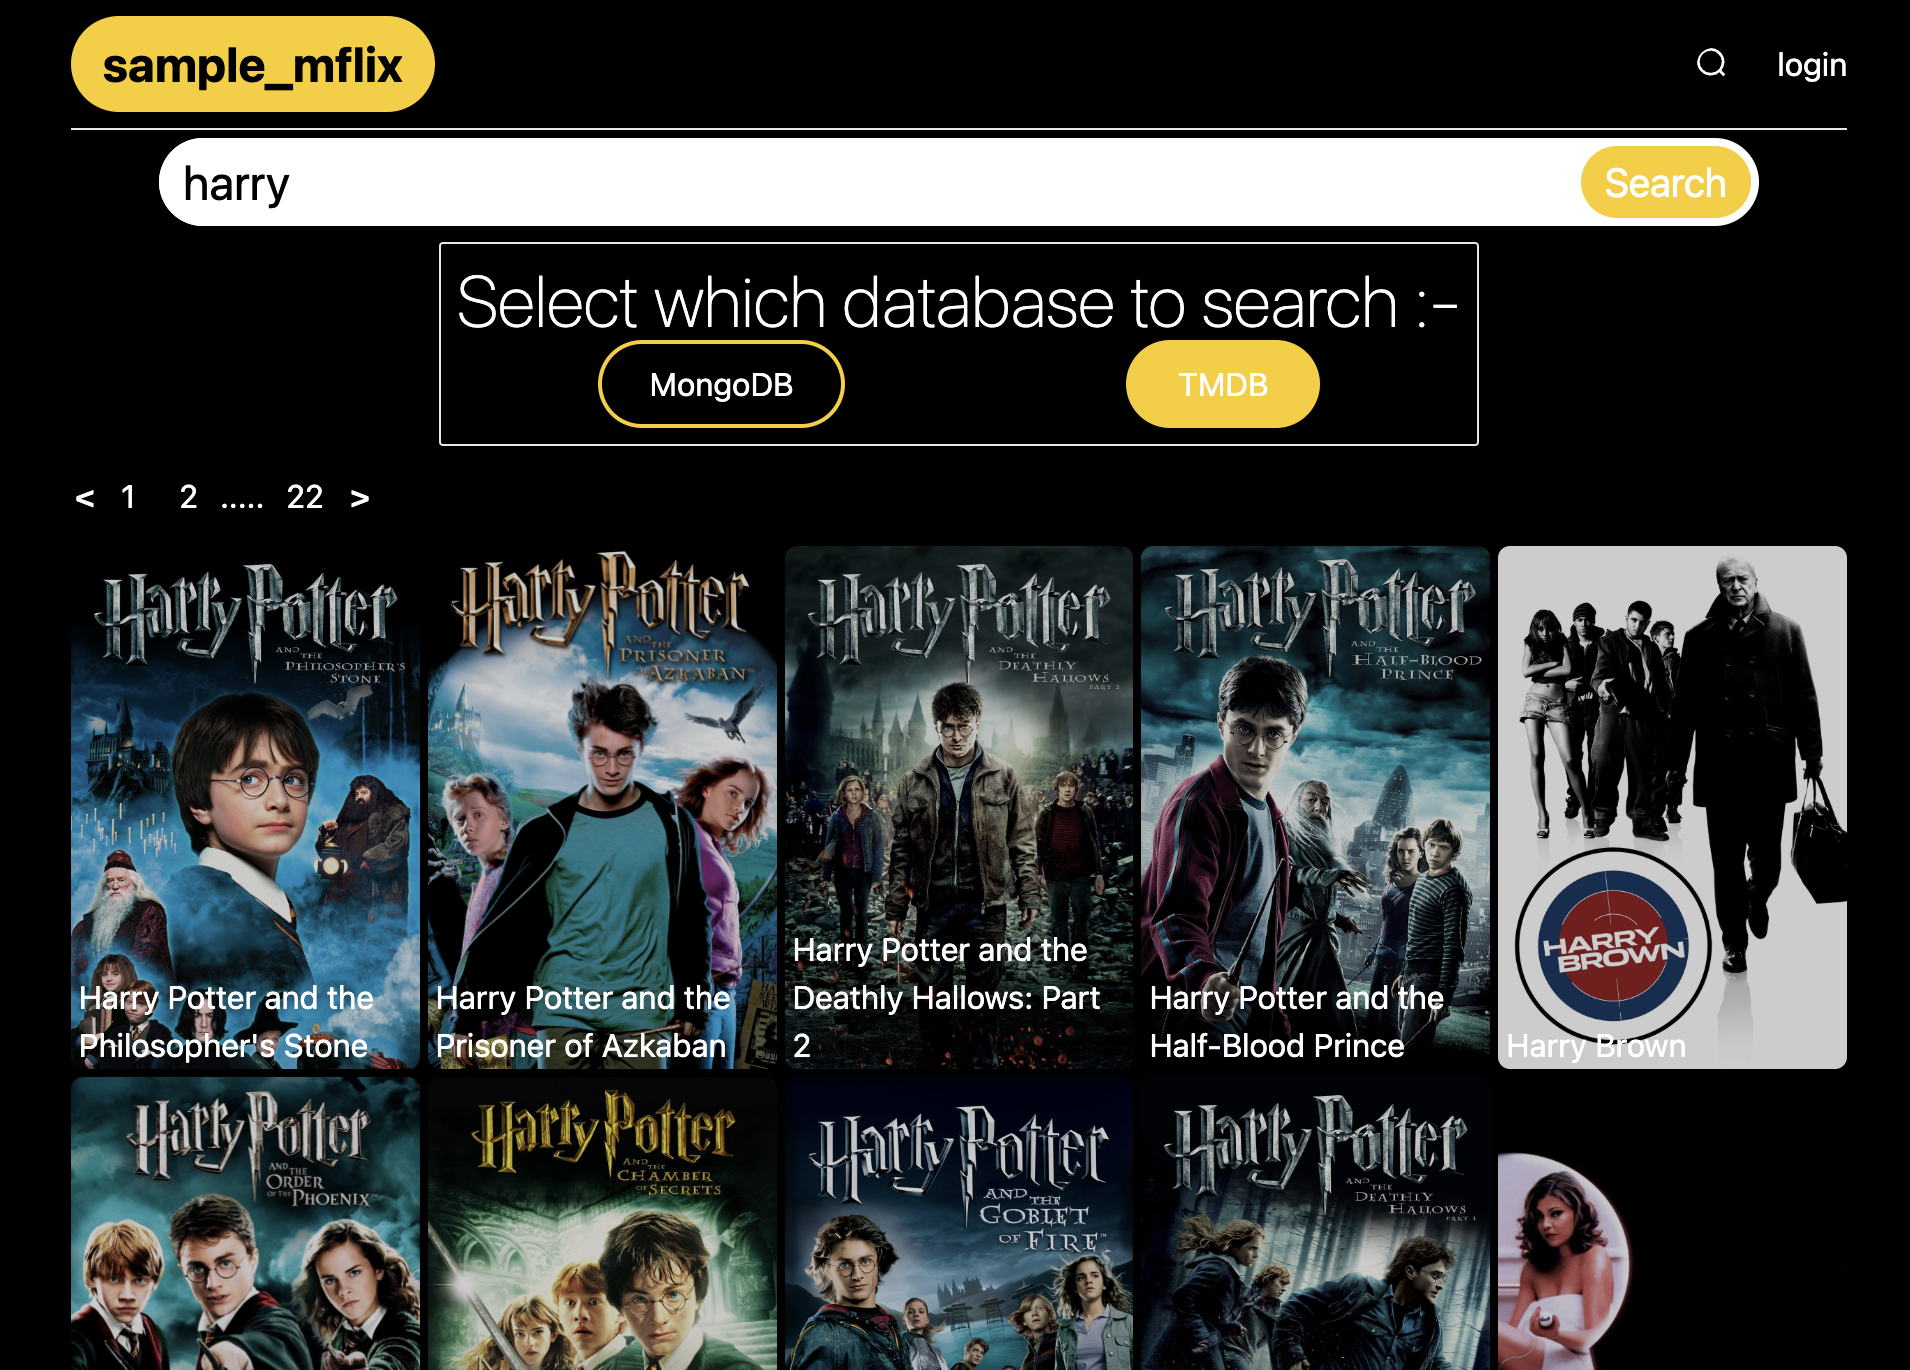 sample_mflix
login
harry
Search
Select which database to search :-
MongoDB
TMDB
< 1 2 ..... 22 >
Harry Potter
AND THE
PHILOSOPHER'S
STONE
Harry Potter and the
Philosopher's Stone
Harry Potter
AND THE
PRISONER
OF AZKABAN™
Harry Potter and the
Prisoner of Azkaban
Harry Potter
AND THE
DEATHLY
HALLOWS
PART 2
Harry Potter and the
Deathly Hallows: Part
2
Harry Potter
AND THE
HALF-BLOOD
PRINCE
Harry Potter and the
Half-Blood Prince
HARRY
BROWN
Harry Brown
Harry Potter
AND THE
ORDER
OF THE PHOENIX™
Harry Potter
AND THE
CHAMBER
OF SECRETS
Harry Potter
AND THE
GOBLET
OF FIRE™
Harry Potter
AND THE
DEATHLY
HALLOWS
PART 1